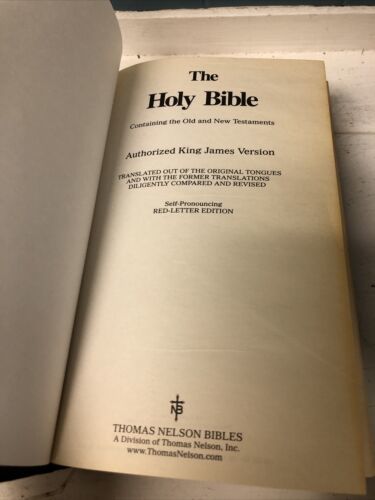 The
Holy Bible
Containing the Old and New Testaments
Authorized King James Version
TRANSLATED OUT OF THE ORIGINAL TONGUES
AND WITH THE FORMER TRANSLATIONS
DILIGENTLY COMPARED AND REVISED
Self-Pronouncing
RED-LETTER EDITION
NB
THOMAS NELSON BIBLES
A Division of Thomas Nelson, Inc.
www.ThomasNelson.com